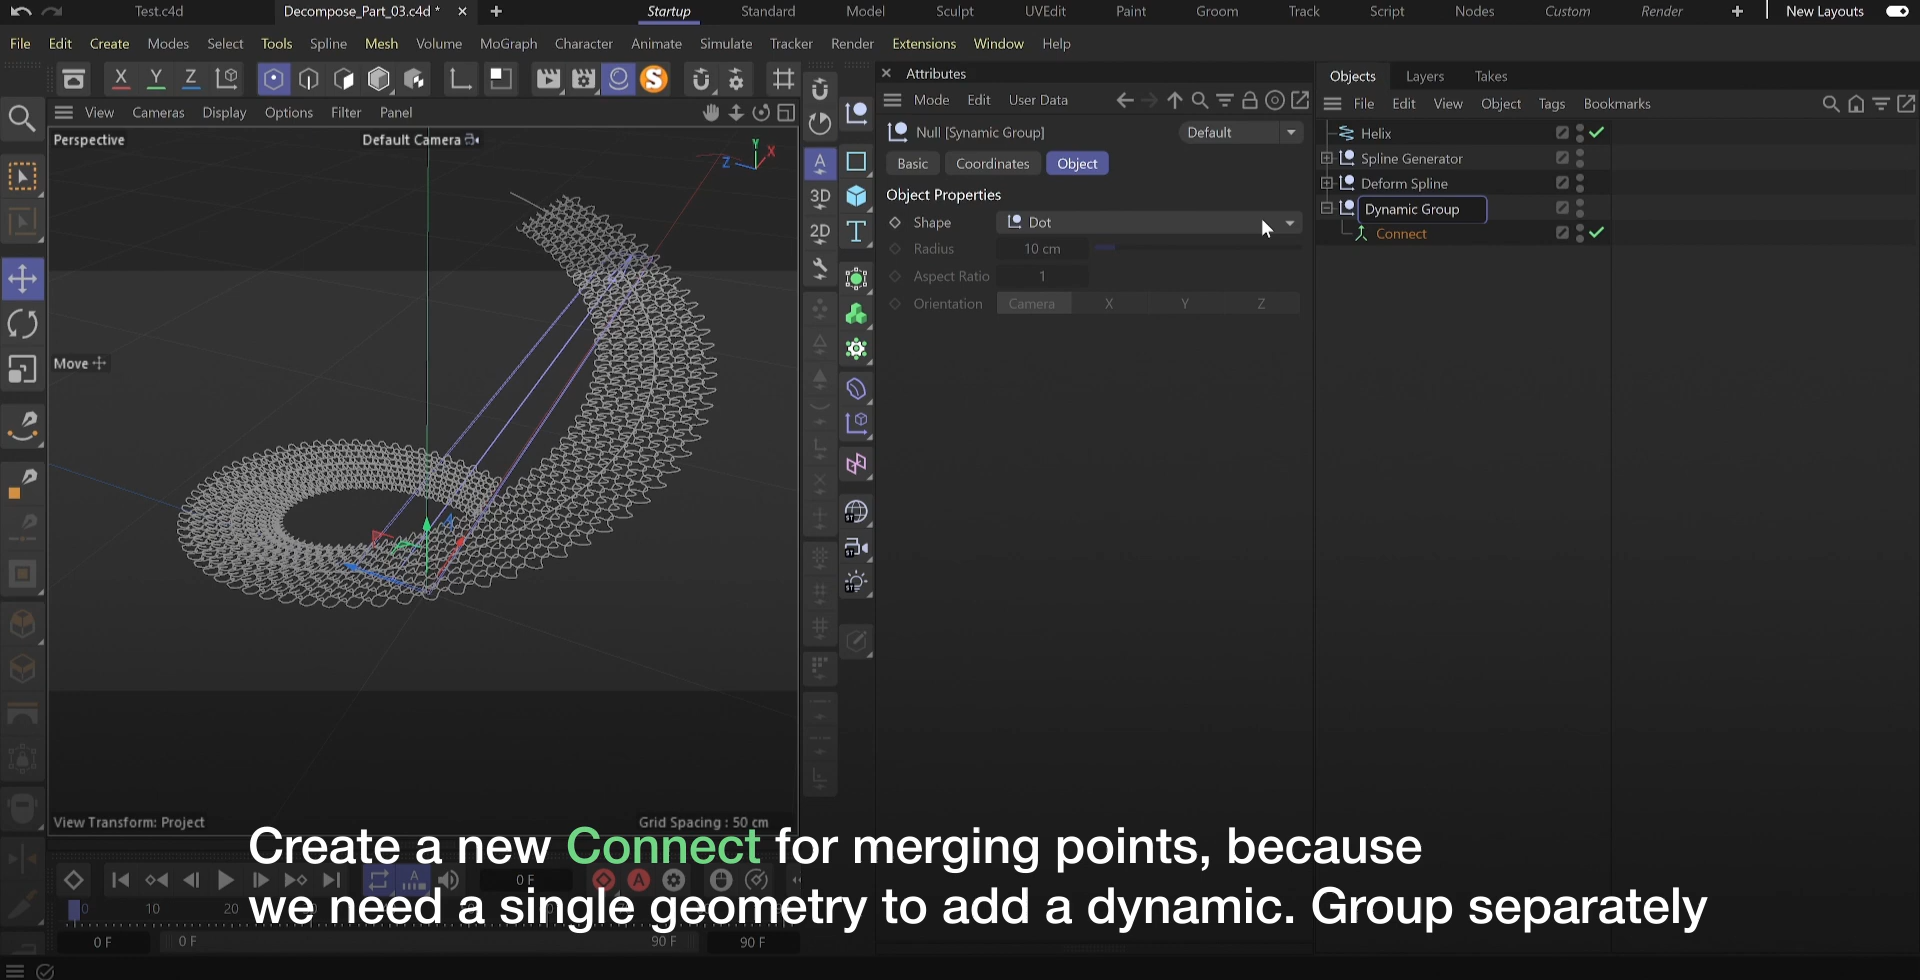 Test.c4d
Decompose_Part_03.c4d *
Startup Standard Model Sculpt UVEdit Paint Groom Track Script Nodes Custom Render New Layouts
File Edit Create Modes Select Tools Spline Mesh Volume MoGraph Character Animate Simulate Tracker Render Extensions Window Help
X Y Z
Attributes
Objects Layers Takes
View Cameras Display Options Filter Panel
Mode Edit User Data
File Edit View Object Tags Bookmarks
Perspective
Default Camera
Y
X
Z
Null [Synamic Group]
Default
Basic Coordinates Object
Object Properties
Shape Dot
Radius 10 cm
Aspect Ratio 1
Orientation Camera X Y Z
Helix
Spline Generator
Deform Spline
Dynamic Group
Connect
A
3D
2D
T
ST
ST
ST
Move
View Transform: Project
Grid Spacing : 50 cm
Create a new Connect for merging points, because
we need a single geometry to add a dynamic. Group separately
0 F
0 10 20
0 F 0 F 90 F 90 F